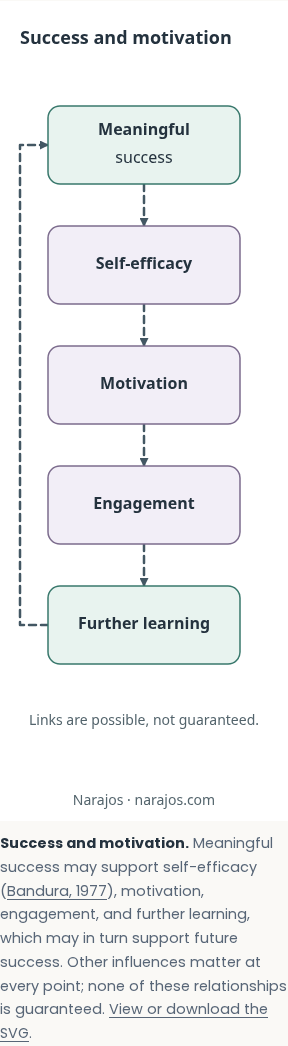 Success and motivation
Meaningful
success
Self-efficacy
Motivation
Engagement
Further learning
Links are possible, not guaranteed.
Narajos · narajos.com
Success and motivation. Meaningful
success may support self-efficacy
(Bandura, 1977), motivation,
engagement, and further learning,
which may in turn support future
success. Other influences matter at
every point; none of these relationships
is guaranteed. View or download the
SVG.